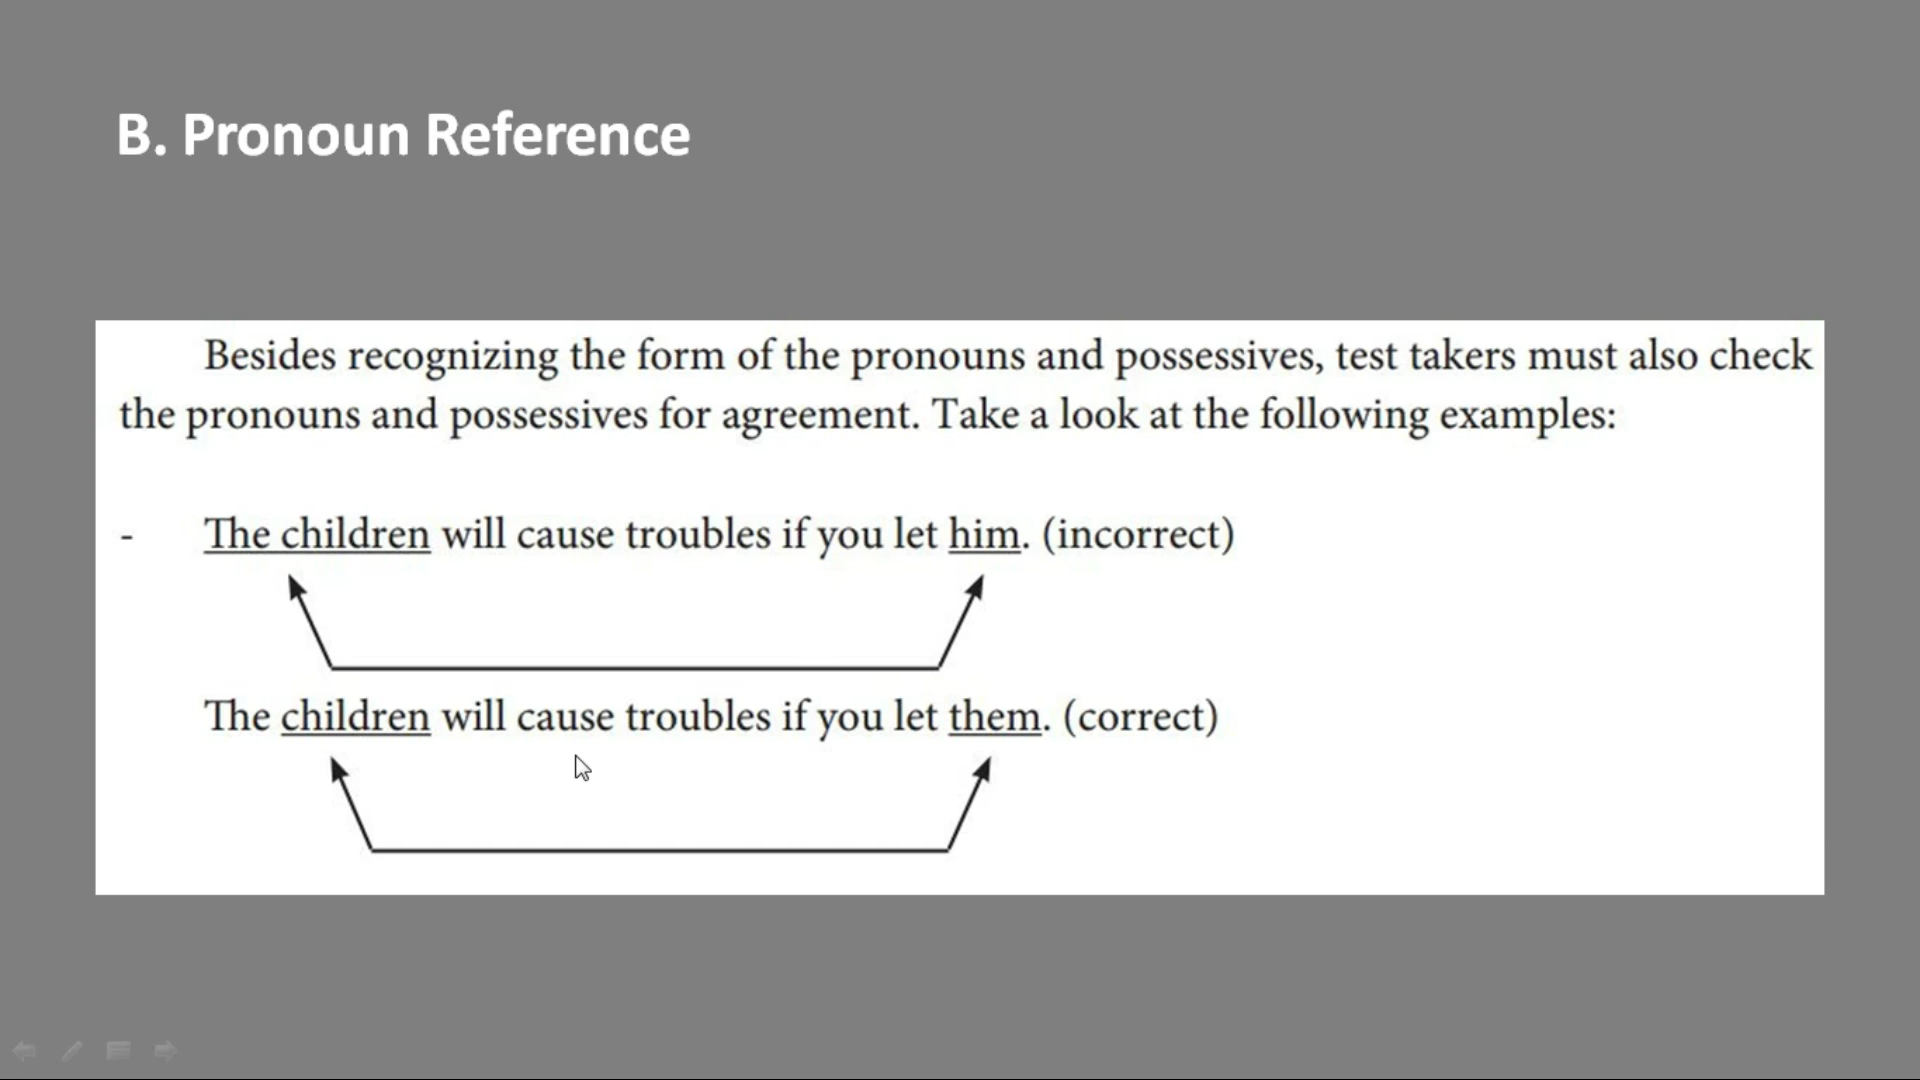 B. Pronoun Reference
Besides recognizing the form of the pronouns and possessives, test takers must also check
the pronouns and possessives for agreement. Take a look at the following examples:
- The children will cause troubles if you let him. (incorrect)
The children will cause troubles if you let them. (correct)